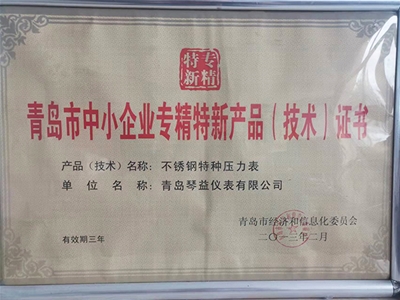 专精
特新
青岛市中小企业专精特新产品（技术）证书
产品（技术）名称：不锈钢特种压力表
单位名称：青岛琴益仪表有限公司
青岛市经济和信息化委员会
有效期三年
二〇一三年二月